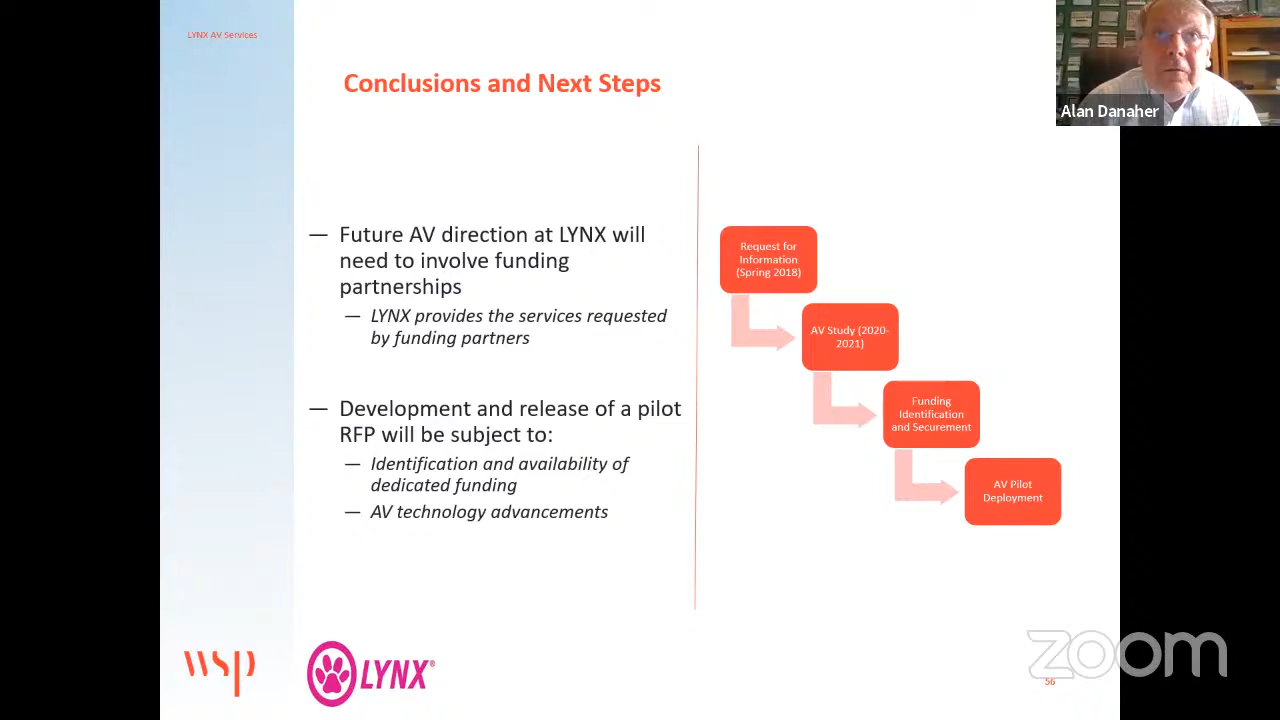 LYNX AV Services
Conclusions and Next Steps
Alan Danaher
— Future AV direction at LYNX will
need to involve funding
partnerships
— LYNX provides the services requested
by funding partners
— Development and release of a pilot
RFP will be subject to:
— Identification and availability of
dedicated funding
— AV technology advancements
Request for
Information
(Spring 2018)
AV Study (2020-
2021)
Funding
Identification
and Securement
AV Pilot
Deployment
wsp
LYNX®
zoom
56